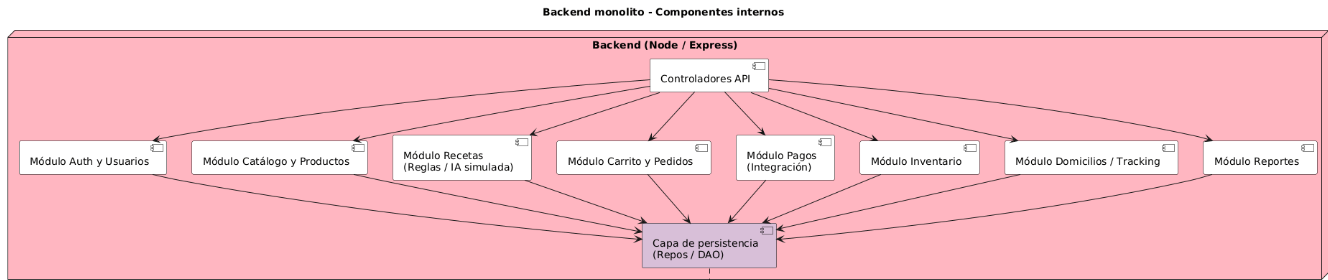 Backend monolito - Componentes internos
Backend (Node / Express)
Controladores API
Módulo Auth y Usuarios
Módulo Catálogo y Productos
Módulo Recetas
(Reglas / IA simulada)
Módulo Carrito y Pedidos
Módulo Pagos
(Integración)
Módulo Inventario
Módulo Domicilios / Tracking
Módulo Reportes
Capa de persistencia
(Repos / DAO)